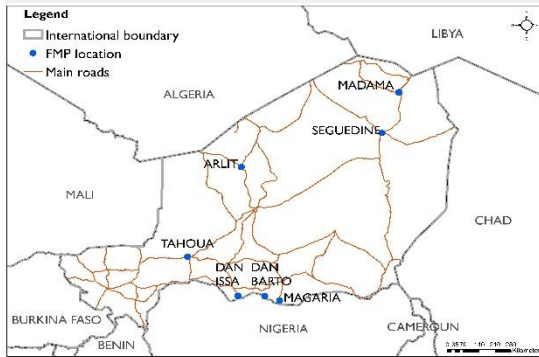 Legend
International boundary
FMP location
Main roads
LIBYA
ALGERIA
MADAMA
SEGUEDINE
ARLIT
MALI
CHAD
TAHOUA
DAN
ISSA
DAN
BARTO
MAGARIA
BURKINA FASO
BENIN
NIGERIA
CAMEROUN